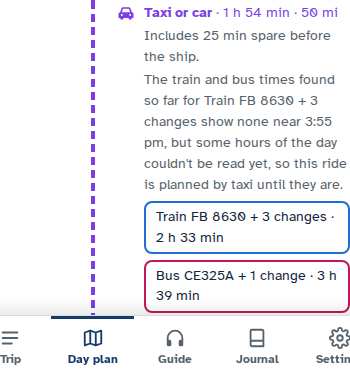 Taxi or car · 1 h 54 min · 50 mi
Includes 25 min spare before
the ship.
The train and bus times found
so far for Train FB 8630 + 3
changes show none near 3:55
pm, but some hours of the day
couldn't be read yet, so this ride
is planned by taxi until they are.
Train FB 8630 + 3 changes ·
2 h 33 min
Bus CE325A + 1 change · 3 h
39 min
Trip
Day plan
Guide
Journal
Settin